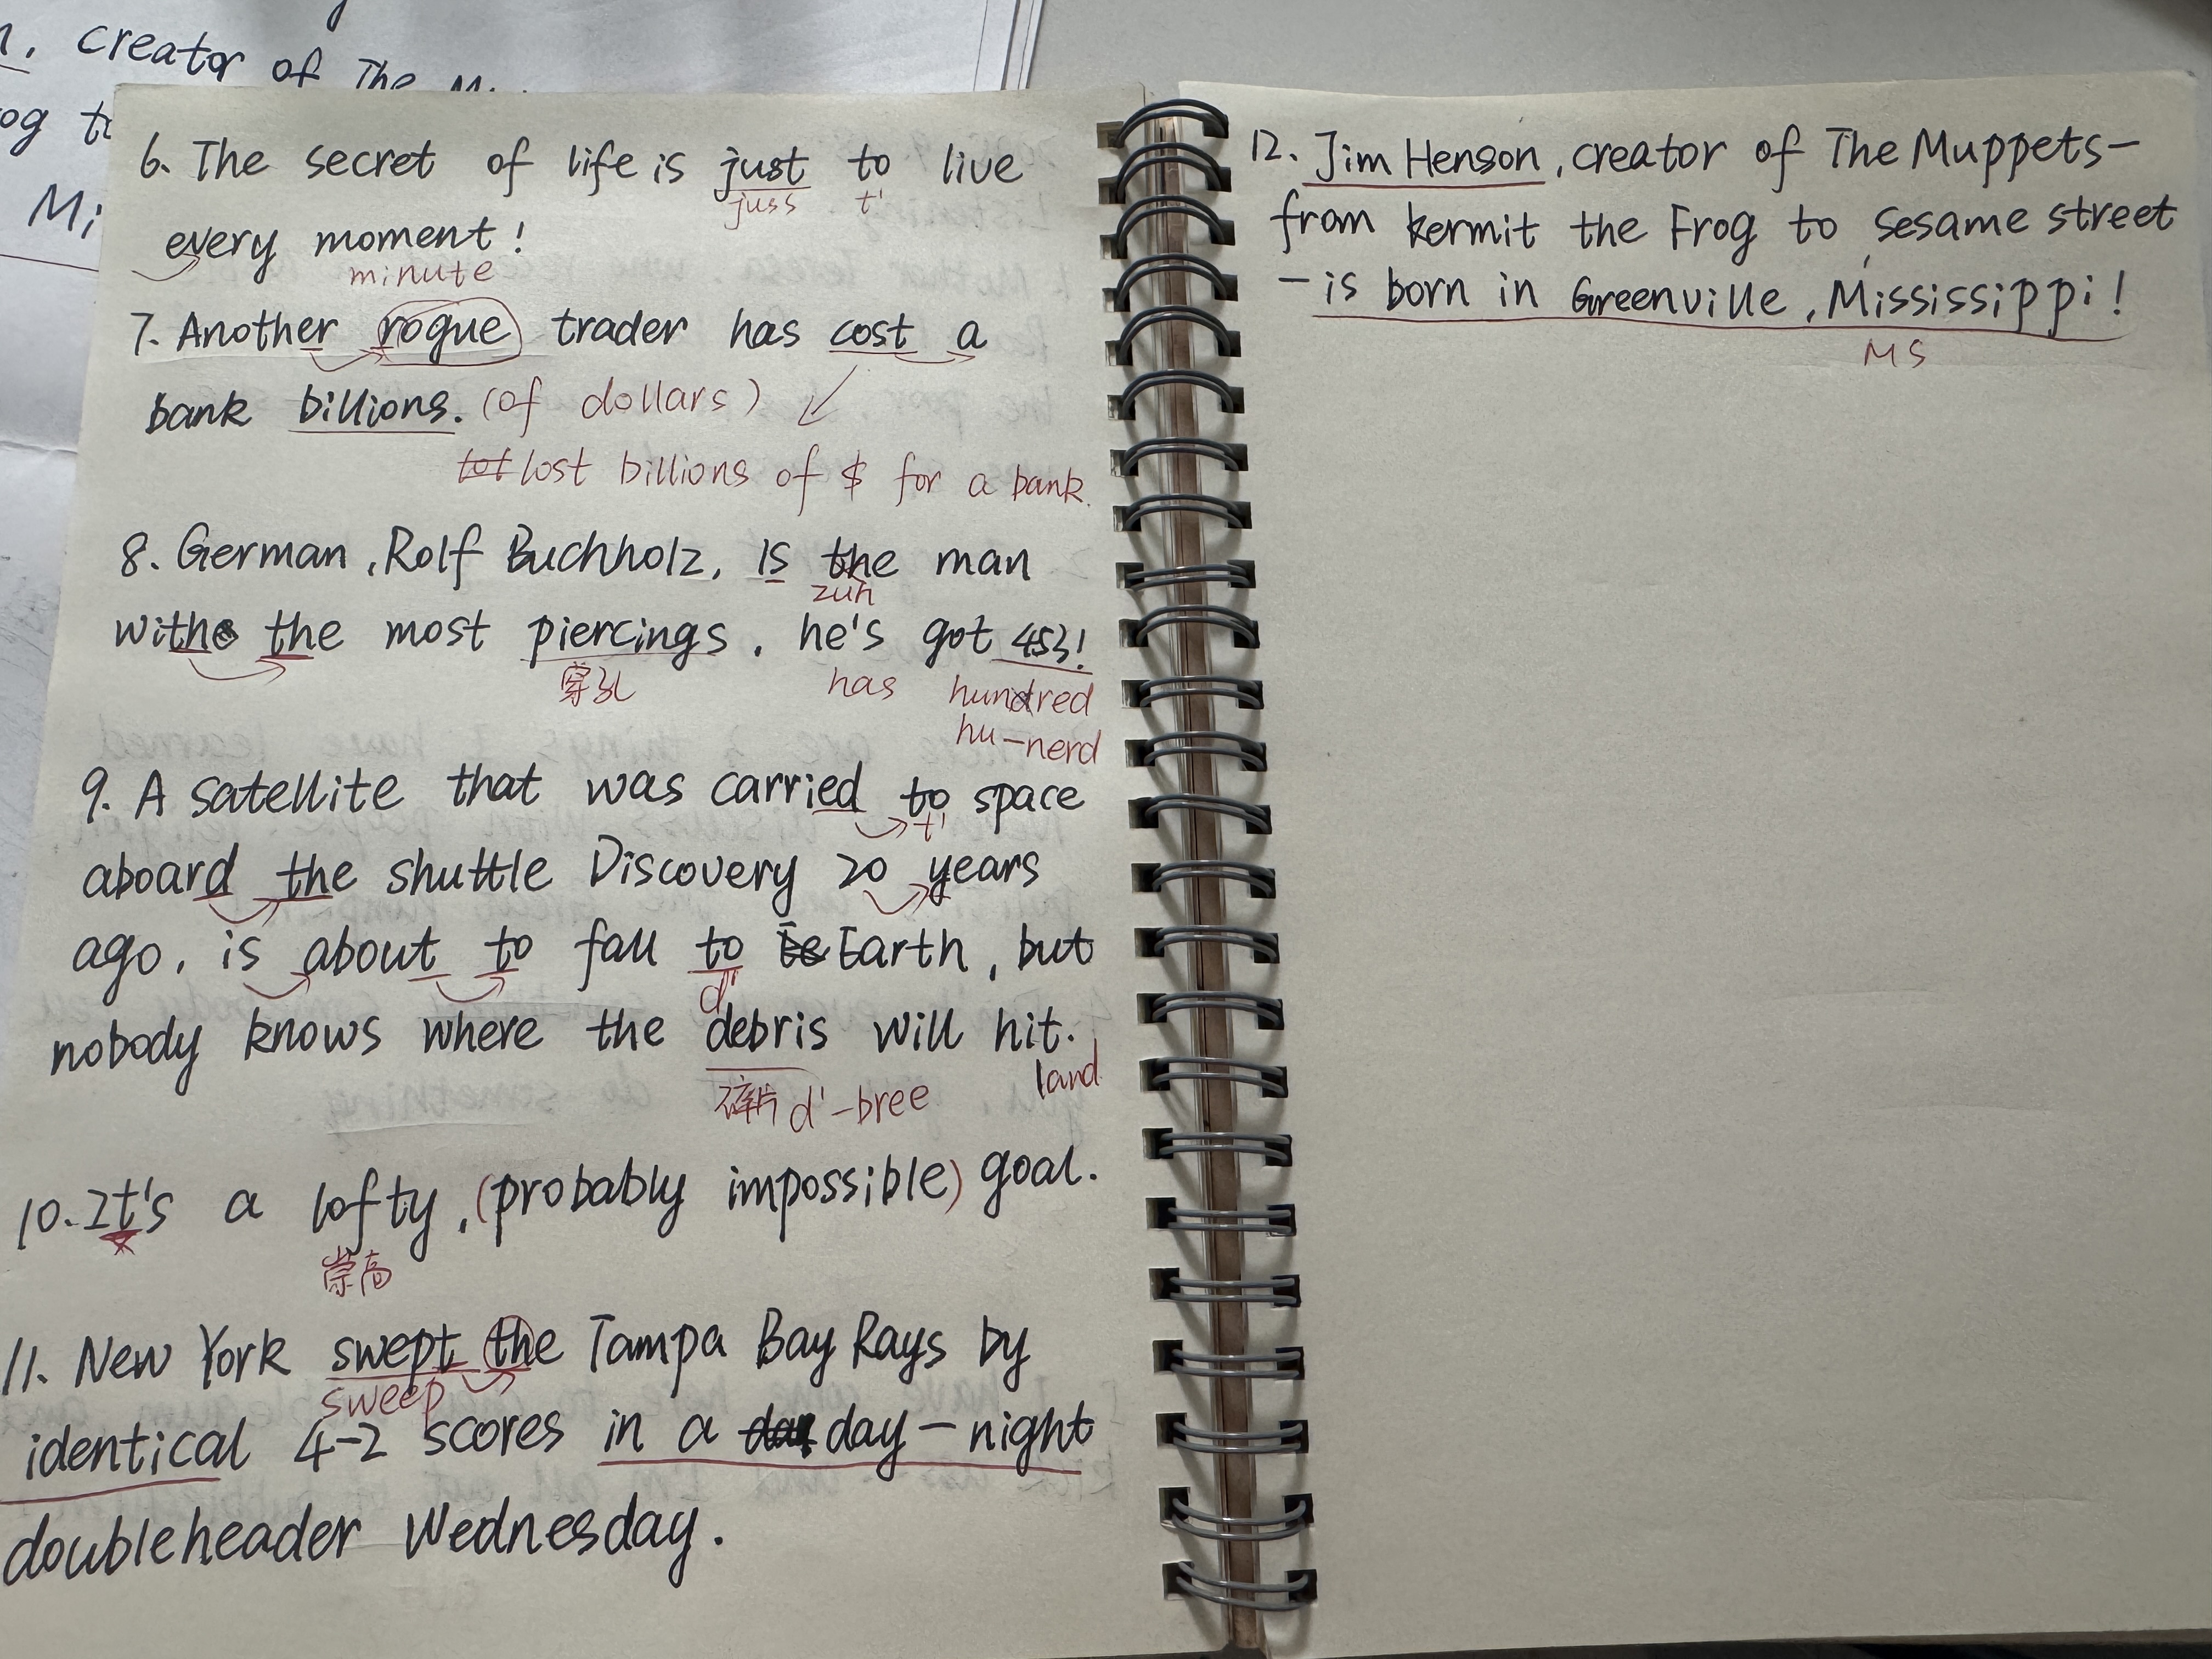 creator of The
og to
Mi
6. The secret of life is just to live
juss t'
every moment!
minute
7. Another rogue trader has cost a
bank billions. (of dollars)
lost billions of $ for a bank.
8. German, Rolf Buchholz, is the man
zuh
with the most piercings. he's got 453!
穿孔 has hundred
hu-nerd
9. A satellite that was carried to space
t'
aboard the shuttle Discovery 20 years
ago, is about to fall to Earth, but
d'
nobody knows where the debris will hit.
碎片 d'-bree land
10. It's a lofty, (probably impossible) goal.
崇高
11. New York swept the Tampa Bay Rays by
sweep
identical 4-2 scores in a day-night
doubleheader Wednesday.
12. Jim Henson, creator of The Muppets-
from kermit the Frog to sesame street
-is born in Greenville, Mississippi!
MS